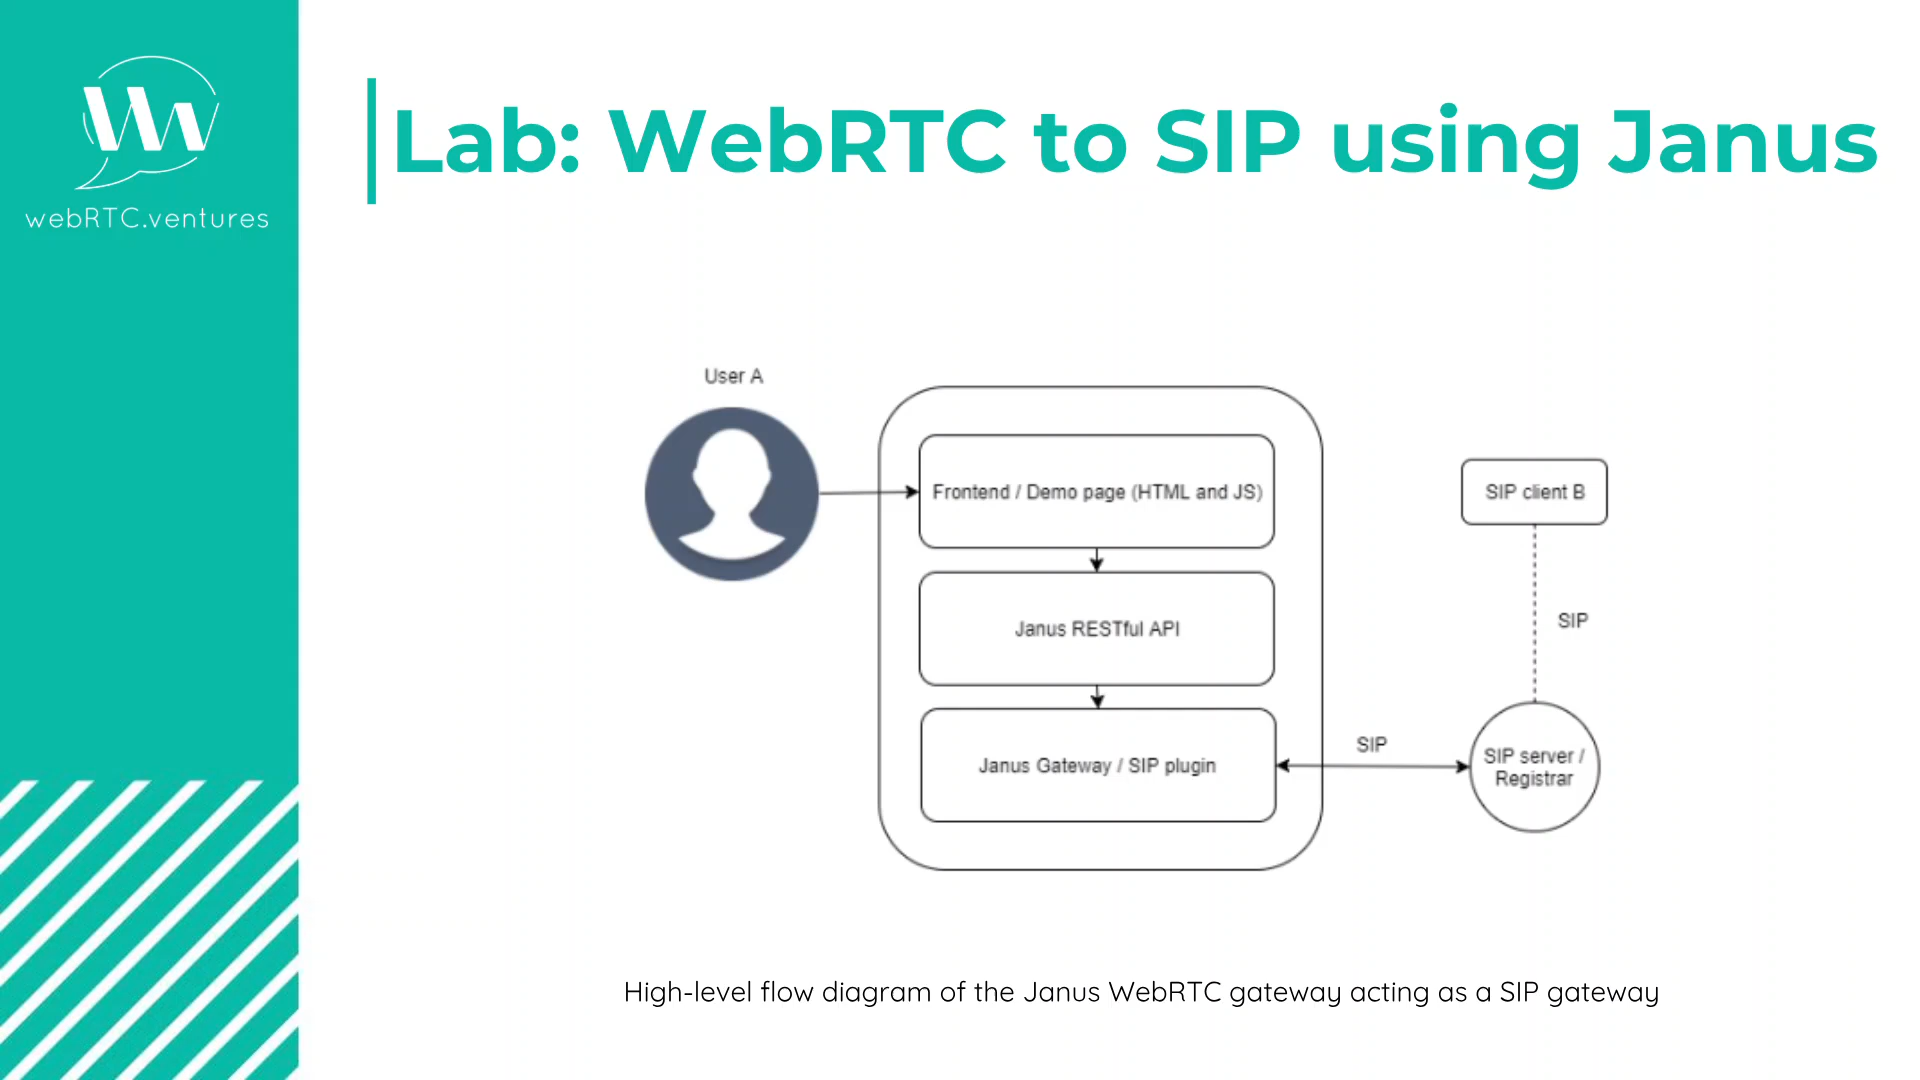 webRTC.ventures
Lab: WebRTC to SIP using Janus
User A
Frontend / Demo page (HTML and JS)
SIP client B
Janus RESTful API
SIP
Janus Gateway / SIP plugin
SIP
SIP server /
Registrar
High-level flow diagram of the Janus WebRTC gateway acting as a SIP gateway